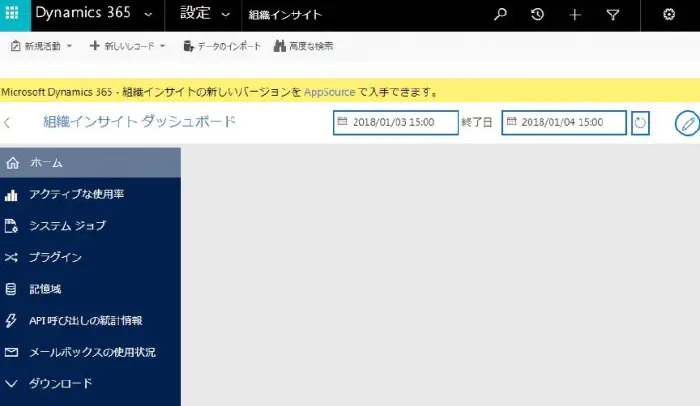 Dynamics 365 設定 組織インサイト
新規活動 新しいレコード データのインポート 高度な検索
Microsoft Dynamics 365 - 組織インサイトの新しいバージョンを AppSource で入手できます。
組織インサイト ダッシュボード 2018/01/03 15:00 終了日 2018/01/04 15:00
ホーム
アクティブな使用率
システム ジョブ
プラグイン
記憶域
API 呼び出しの統計情報
メールボックスの使用状況
ダウンロード